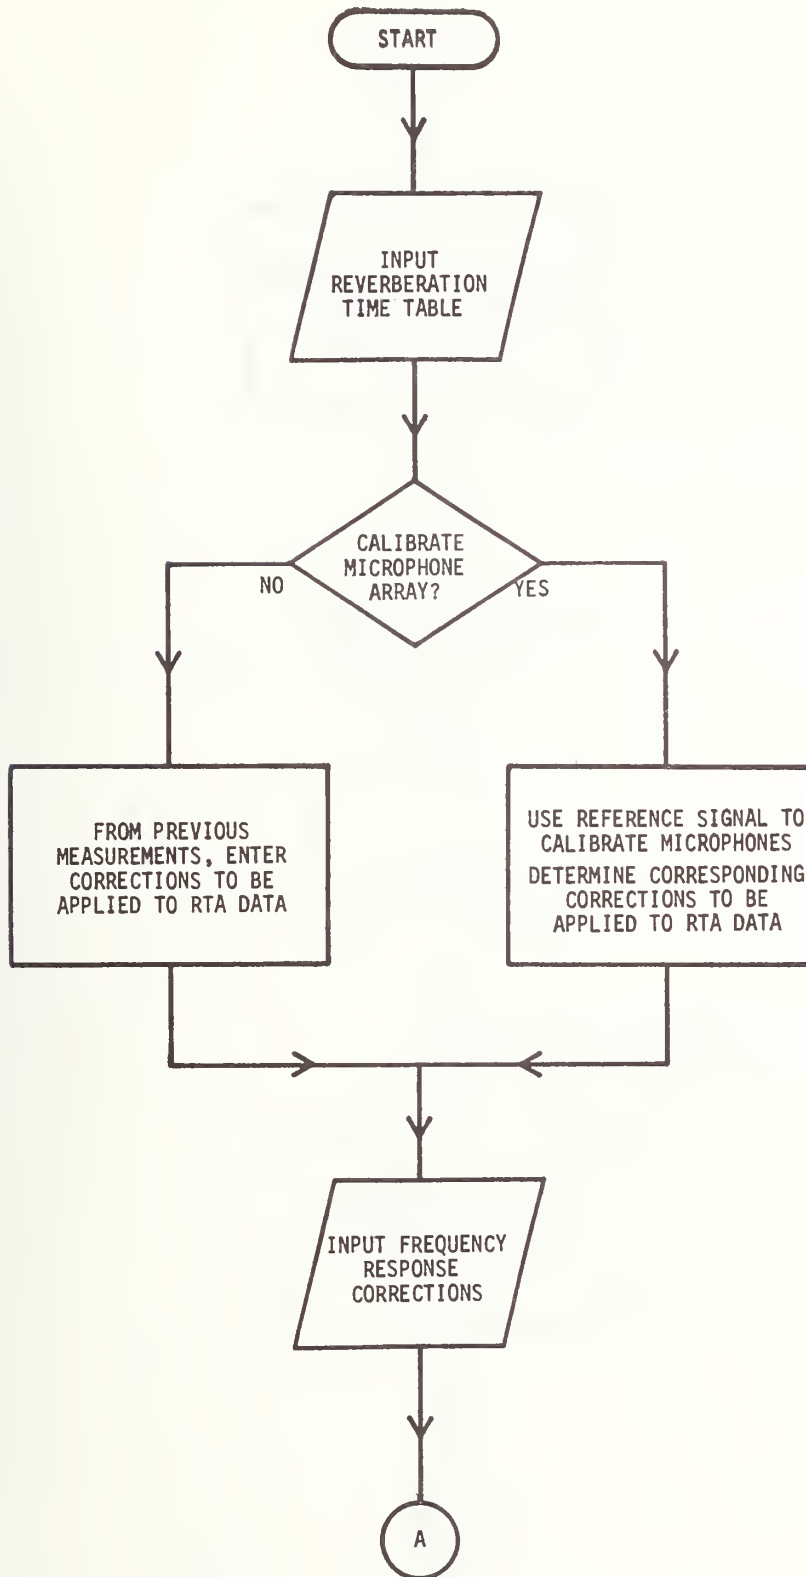 START
INPUT
REVERBERATION
TIME TABLE
CALIBRATE
MICROPHONE
ARRAY?
NO
YES
FROM PREVIOUS
MEASUREMENTS, ENTER
CORRECTIONS TO BE
APPLIED TO RTA DATA
USE REFERENCE SIGNAL TO
CALIBRATE MICROPHONES
DETERMINE CORRESPONDING
CORRECTIONS TO BE
APPLIED TO RTA DATA
INPUT FREQUENCY
RESPONSE
CORRECTIONS
A